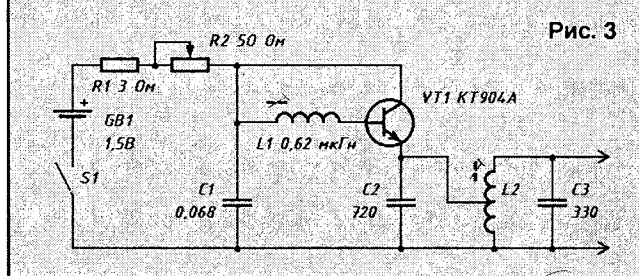 Рис. 3
R2 50 Ом
R1 3 Ом
VT1 КТ904А
GB1
1,5В
L1 0,62 мкГн
S1
C1
0,068
C2
720
L2
C3
330
+